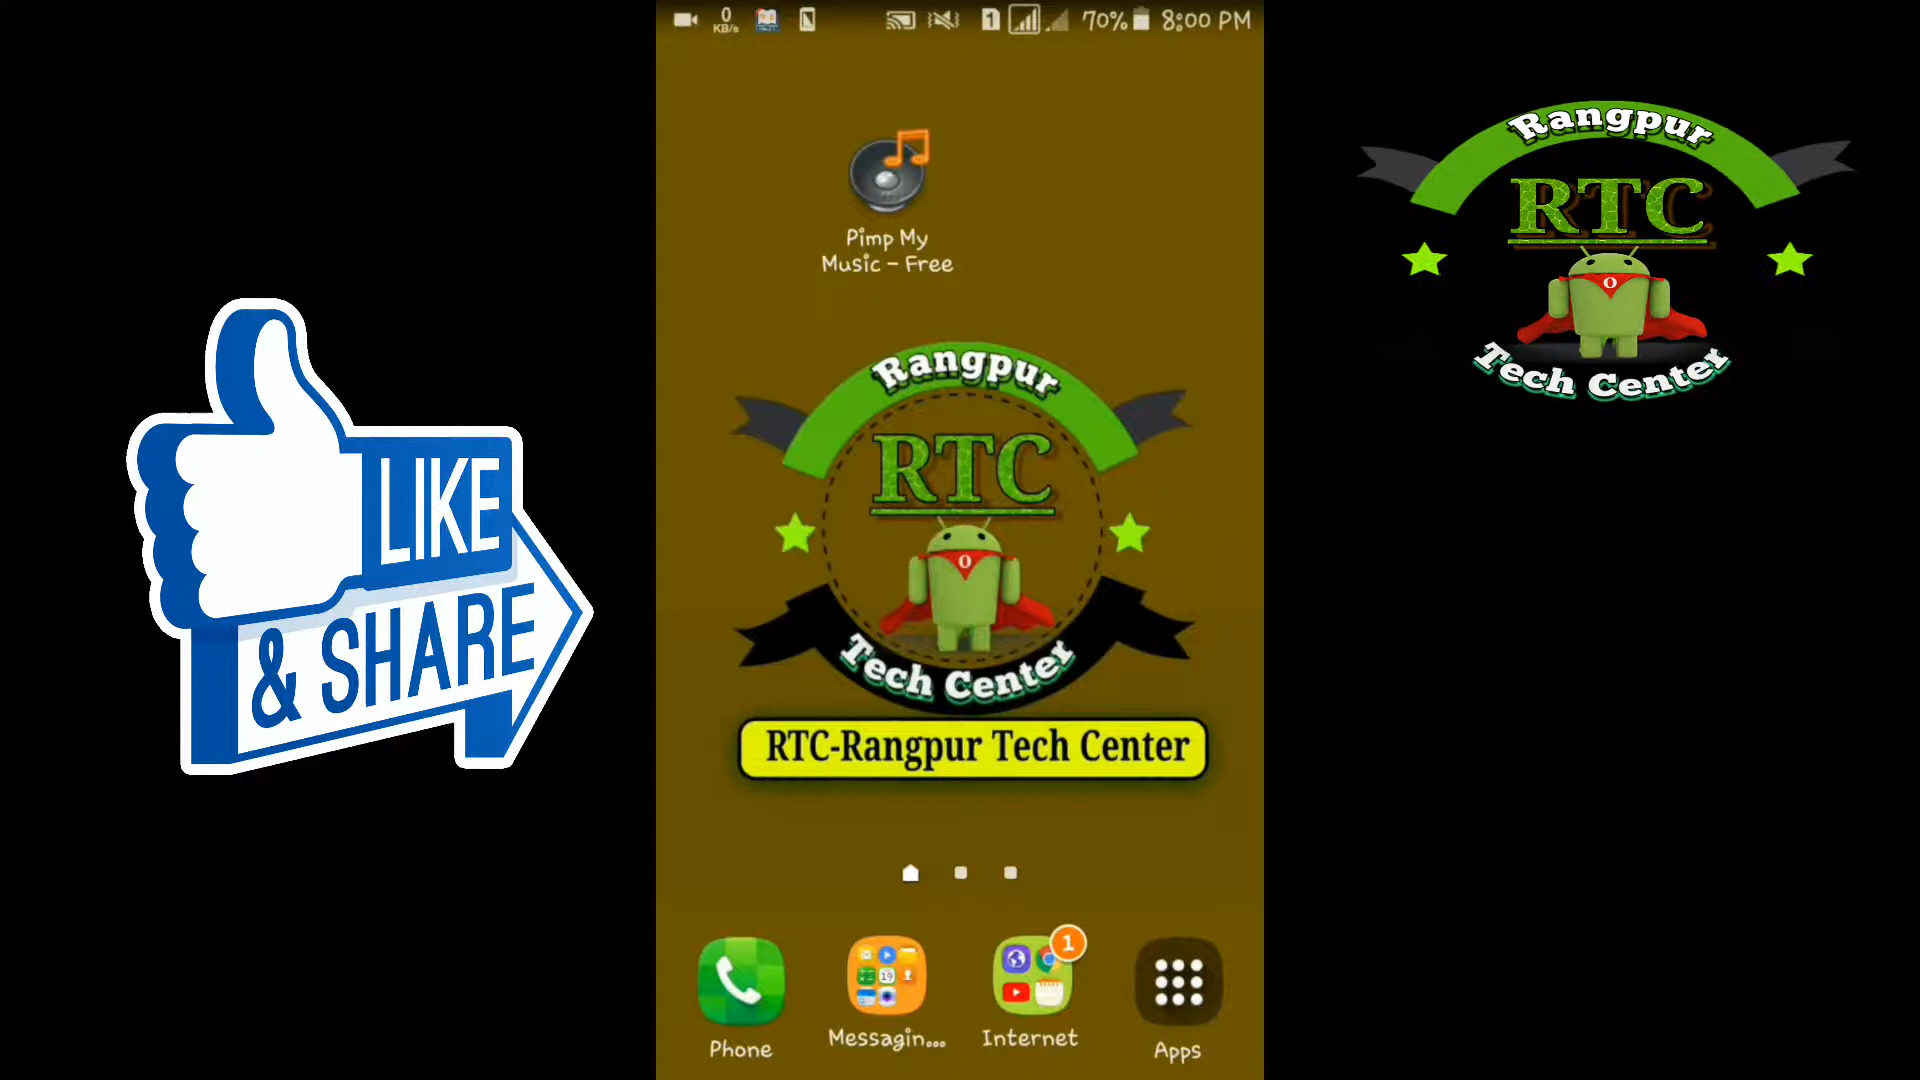 0
KB/s
1
70%
8:00 PM
Pimp My
Music - Free
Rangpur
RTC
O
Tech Center
RTC-Rangpur Tech Center
19
1
Phone
Messagin...
Internet
Apps
LIKE
& SHARE
Rangpur
RTC
O
Tech Center